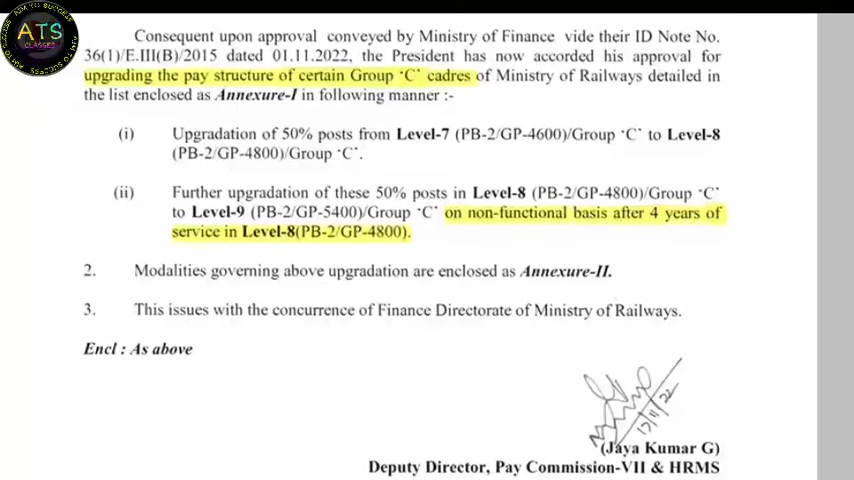 AIM TO SUCCESS
ATS
CLASSES
Consequent upon approval conveyed by Ministry of Finance vide their ID Note No.
36(1)/E.III(B)/2015 dated 01.11.2022, the President has now accorded his approval for
upgrading the pay structure of certain Group ‘C’ cadres of Ministry of Railways detailed in
the list enclosed as Annexure-I in following manner :-
(i) Upgradation of 50% posts from Level-7 (PB-2/GP-4600)/Group ‘C’ to Level-8
(PB-2/GP-4800)/Group ‘C’.
(ii) Further upgradation of these 50% posts in Level-8 (PB-2/GP-4800)/Group ‘C’
to Level-9 (PB-2/GP-5400)/Group ‘C’ on non-functional basis after 4 years of
service in Level-8(PB-2/GP-4800).
2. Modalities governing above upgradation are enclosed as Annexure-II.
3. This issues with the concurrence of Finance Directorate of Ministry of Railways.
Encl : As above
17/11/22
(Jaya Kumar G)
Deputy Director, Pay Commission-VII & HRMS